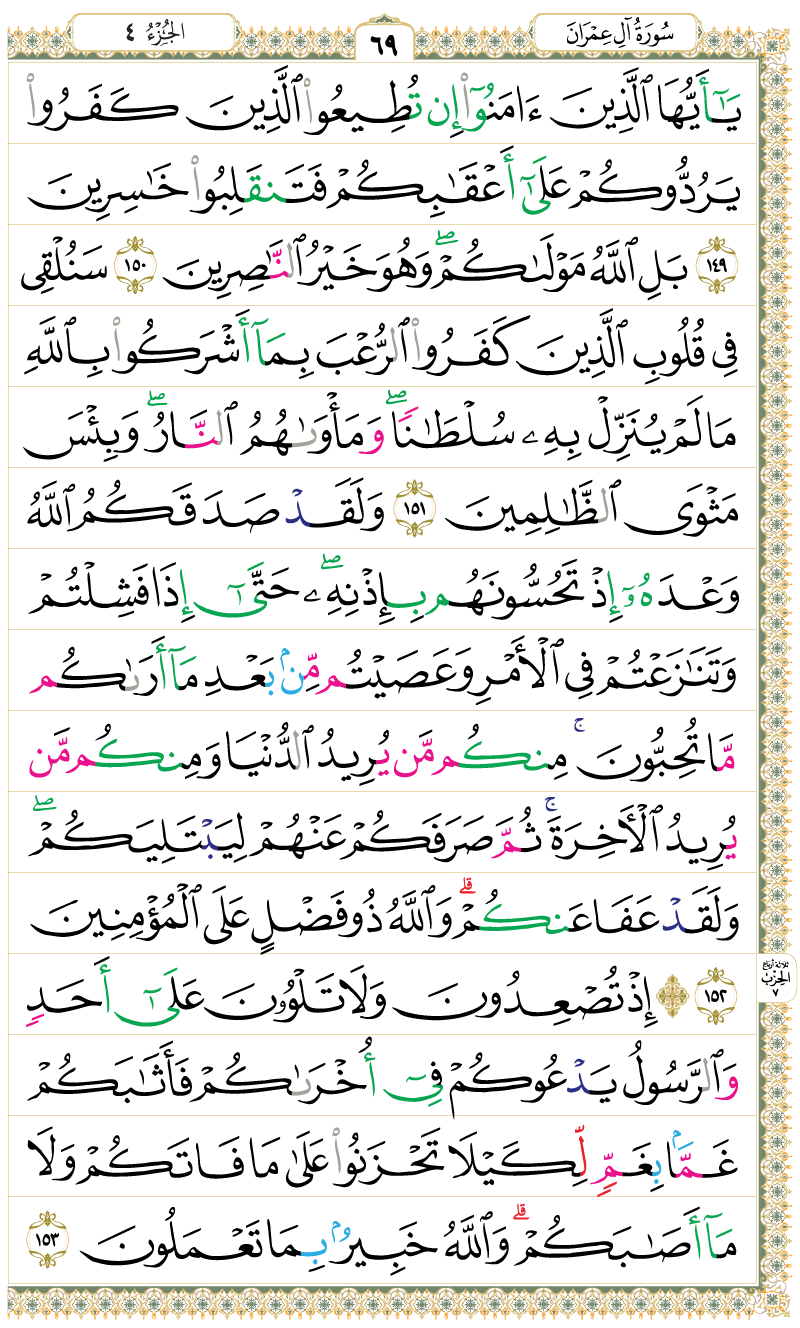 سُورَةُ آلِ عِمْرَانَ
٦٩
الجُزْءُ ٤
يَـٰٓأَيُّهَا ٱلَّذِينَ ءَامَنُوٓا۟ إِن تُطِيعُوا۟ ٱلَّذِينَ كَفَرُوا۟
يَرُدُّوكُمْ عَلَىٰٓ أَعْقَـٰبِكُمْ فَتَنقَلِبُوا۟ خَـٰسِرِينَ
١٤٩ بَلِ ٱللَّهُ مَوْلَىٰكُمْ ۖ وَهُوَ خَيْرُ ٱلنَّـٰصِرِينَ ١٥٠ سَنُلْقِى
فِى قُلُوبِ ٱلَّذِينَ كَفَرُوا۟ ٱلرُّعْبَ بِمَآ أَشْرَكُوا۟ بِٱللَّهِ
مَا لَمْ يُنَزِّلْ بِهِۦ سُلْطَـٰنًا ۖ وَمَأْوَىٰهُمُ ٱلنَّارُ ۖ وَبِئْسَ
مَثْوَى ٱلظَّـٰلِمِينَ ١٥١ وَلَقَدْ صَدَقَكُمُ ٱللَّهُ
وَعْدَهُۥٓ إِذْ تَحُسُّونَهُم بِإِذْنِهِۦ ۖ حَتَّىٰٓ إِذَا فَشِلْتُمْ
وَتَنَـٰزَعْتُمْ فِى ٱلْأَمْرِ وَعَصَيْتُم مِّنۢ بَعْدِ مَآ أَرَىٰكُم
مَّا تُحِبُّونَ ۚ مِنكُم مَّن يُرِيدُ ٱلدُّنْيَا وَمِنكُم مَّن
يُرِيدُ ٱلْـَٔاخِرَةَ ۚ ثُمَّ صَرَفَكُمْ عَنْهُمْ لِيَبْتَلِيَكُمْ ۖ
وَلَقَدْ عَفَا عَنكُمْ ۗ وَٱللَّهُ ذُو فَضْلٍ عَلَى ٱلْمُؤْمِنِينَ
١٥٢ ۞ إِذْ تُصْعِدُونَ وَلَا تَلْوُۥنَ عَلَىٰٓ أَحَدٍ
ثلاثة أرباع
الحِزْب
٧
وَٱلرَّسُولُ يَدْعُوكُمْ فِىٓ أُخْرَىٰكُمْ فَأَثَـٰبَكُمْ
غَمًّۢا بِغَمٍّ لِّكَيْلَا تَحْزَنُوا۟ عَلَىٰ مَا فَاتَكُمْ وَلَا
مَآ أَصَـٰبَكُمْ ۗ وَٱللَّهُ خَبِيرٌۢ بِمَا تَعْمَلُونَ ١٥٣